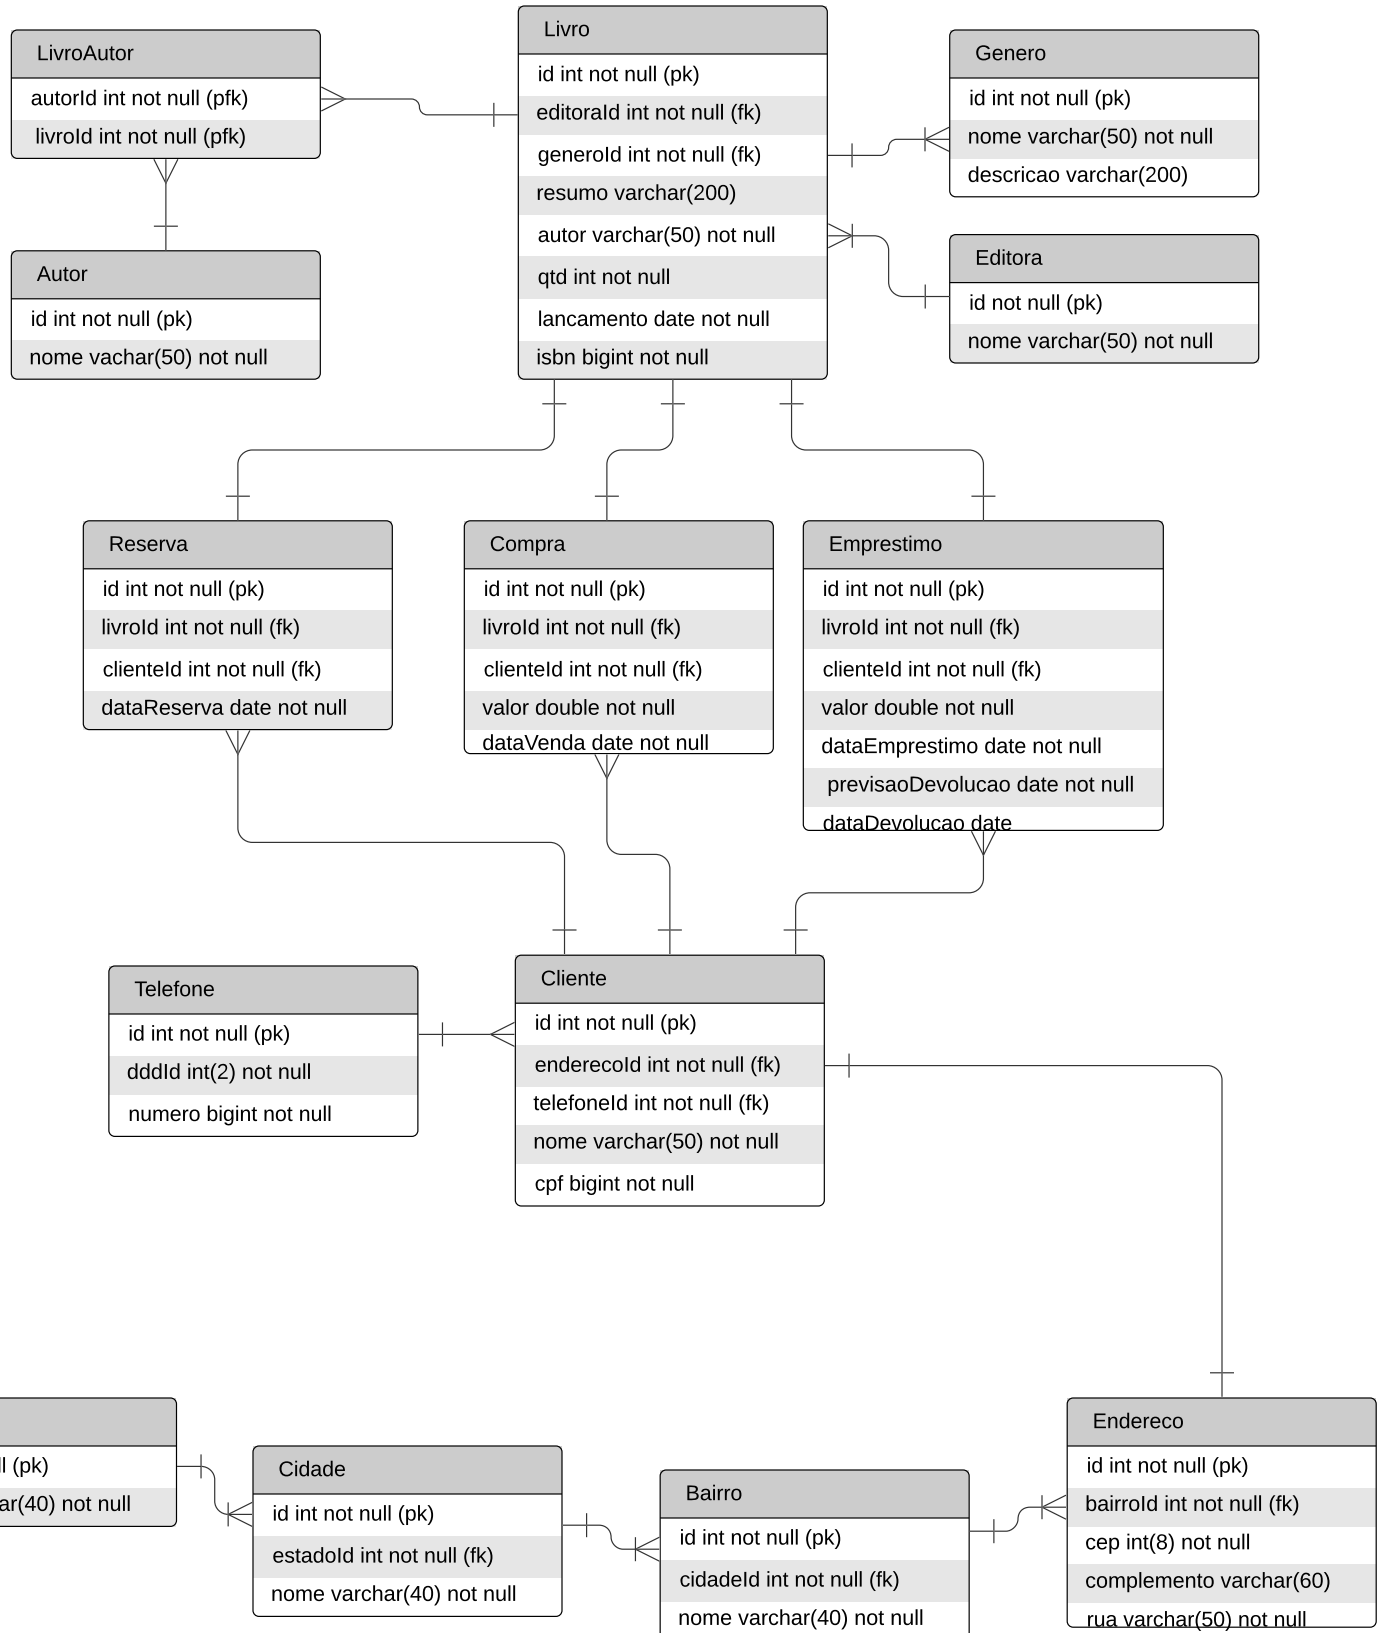 LivroAutor
autorId int not null (pfk)
livroId int not null (pfk)
Autor
id int not null (pk)
nome vachar(50) not null
Livro
id int not null (pk)
editoraId int not null (fk)
generoId int not null (fk)
resumo varchar(200)
autor varchar(50) not null
qtd int not null
lancamento date not null
isbn bigint not null
Genero
id int not null (pk)
nome varchar(50) not null
descricao varchar(200)
Editora
id not null (pk)
nome varchar(50) not null
Reserva
id int not null (pk)
livroId int not null (fk)
clienteId int not null (fk)
dataReserva date not null
Compra
id int not null (pk)
livroId int not null (fk)
clienteId int not null (fk)
valor double not null
dataVenda date not null
Emprestimo
id int not null (pk)
livroId int not null (fk)
clienteId int not null (fk)
valor double not null
dataEmprestimo date not null
previsaoDevolucao date not null
dataDevolucao date
Telefone
id int not null (pk)
dddId int(2) not null
numero bigint not null
Cliente
id int not null (pk)
enderecoId int not null (fk)
telefoneId int not null (fk)
nome varchar(50) not null
cpf bigint not null
ll (pk)
ar(40) not null
Cidade
id int not null (pk)
estadoId int not null (fk)
nome varchar(40) not null
Bairro
id int not null (pk)
cidadeId int not null (fk)
nome varchar(40) not null
Endereco
id int not null (pk)
bairroId int not null (fk)
cep int(8) not null
complemento varchar(60)
rua varchar(50) not null